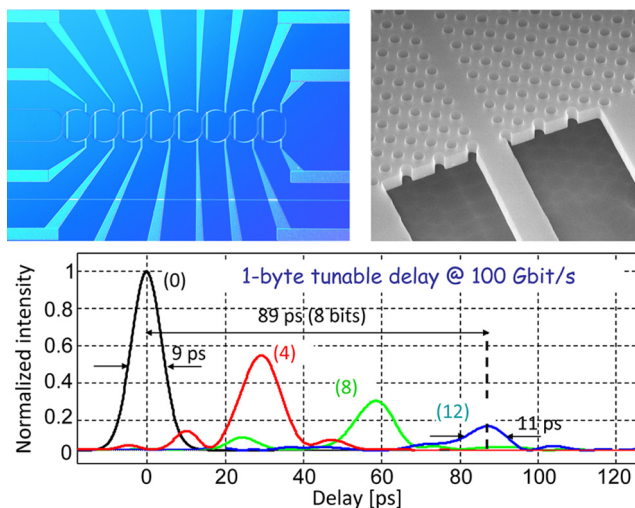 1-byte tunable delay @ 100 Gbit/s
89 ps (8 bits)
9 ps
11 ps
(0)
(4)
(8)
(12)
Normalized intensity
1
0.8
0.6
0.4
0.2
0
0 20 40 60 80 100 120
Delay [ps]